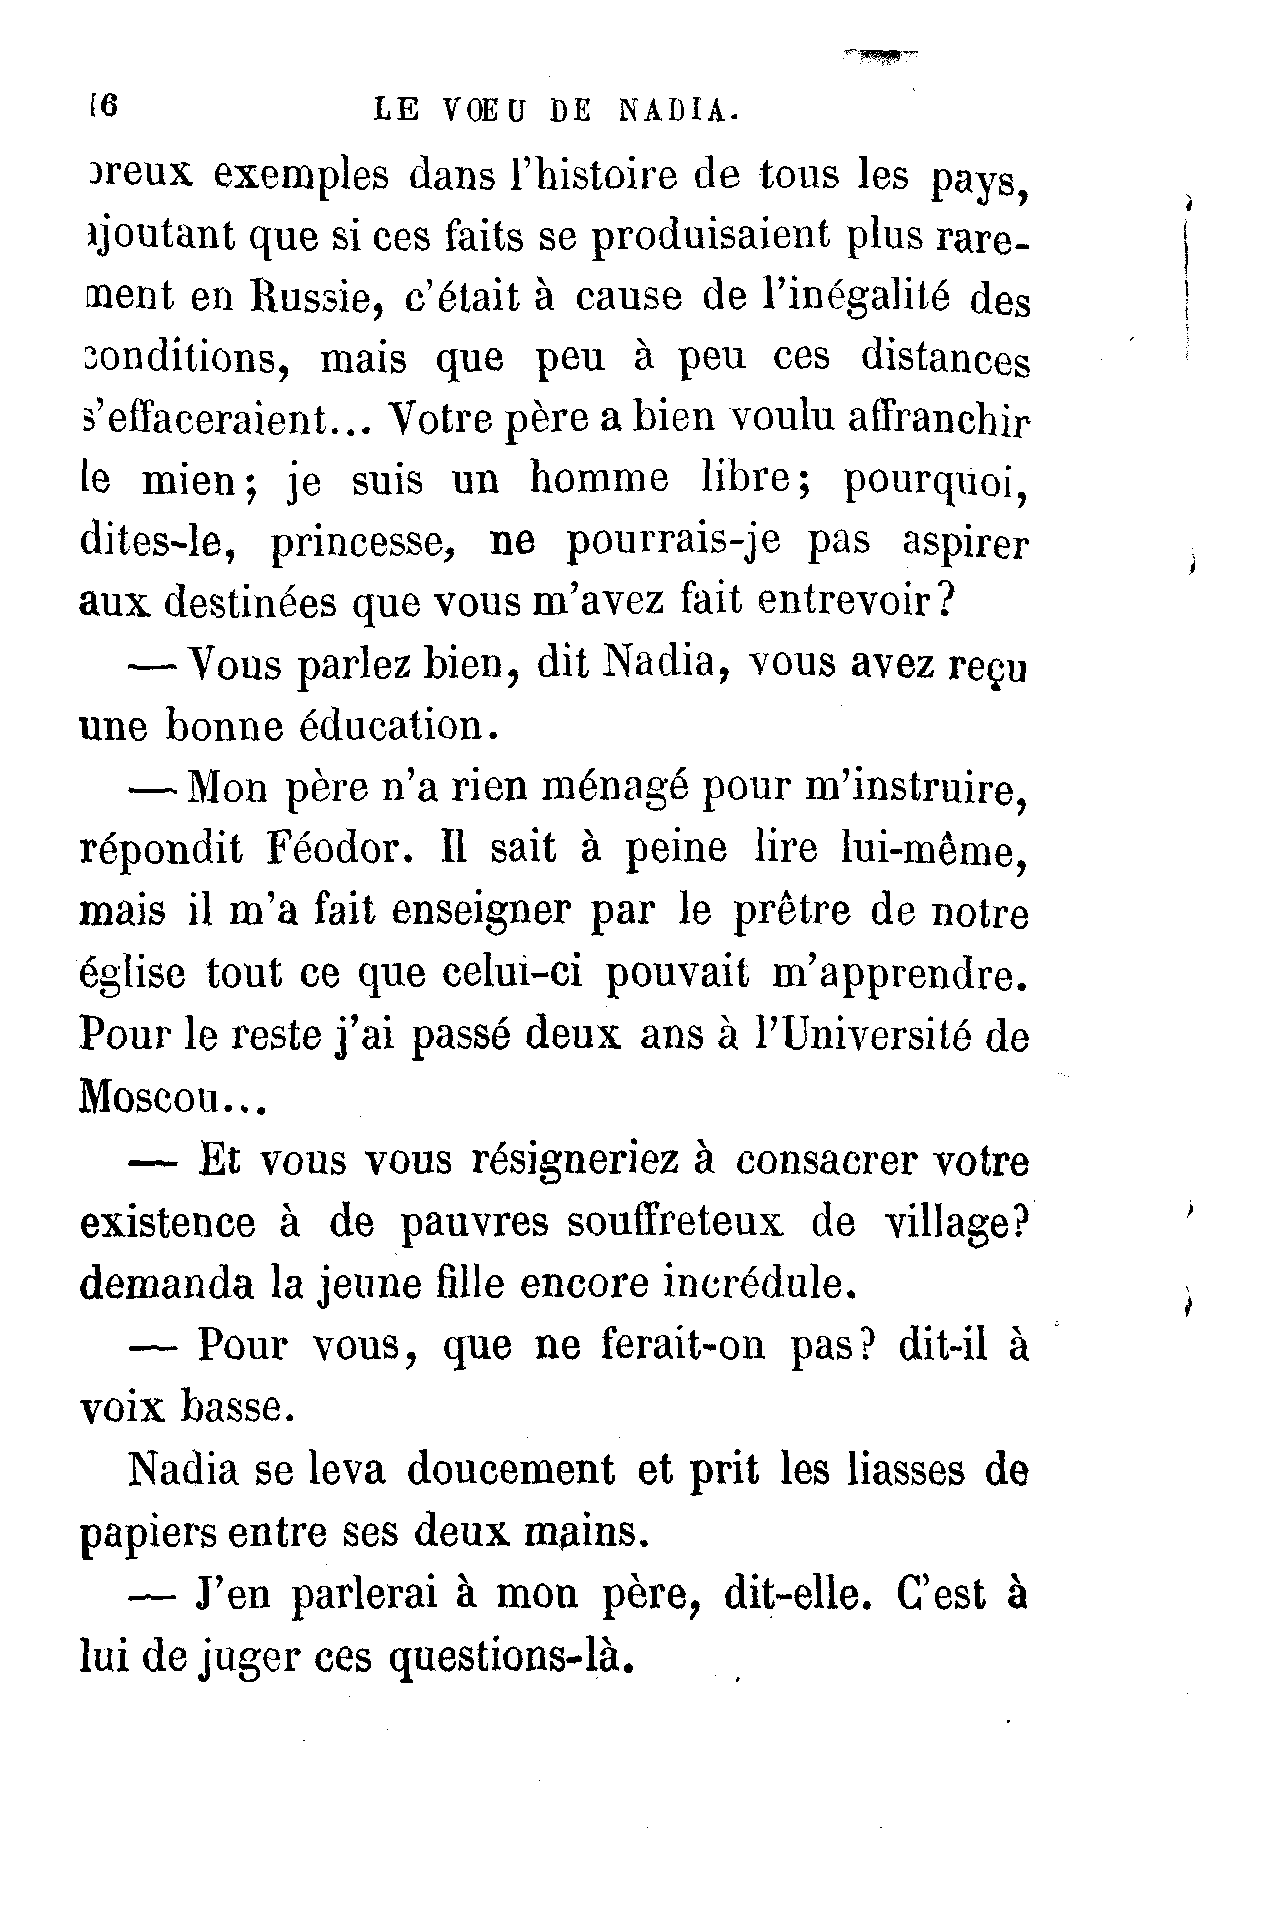 16 LE VŒU DE NADIA.
breux exemples dans l'histoire de tous les pays,
ajoutant que si ces faits se produisaient plus rare-
ment en Russie, c'était à cause de l'inégalité des
conditions, mais que peu à peu ces distances
s'effaceraient... Votre père a bien voulu affranchir
le mien; je suis un homme libre; pourquoi,
dites-le, princesse, ne pourrais-je pas aspirer
aux destinées que vous m'avez fait entrevoir?
— Vous parlez bien, dit Nadia, vous avez reçu
une bonne éducation.
— Mon père n'a rien ménagé pour m'instruire,
répondit Féodor. Il sait à peine lire lui-même,
mais il m'a fait enseigner par le prêtre de notre
église tout ce que celui-ci pouvait m'apprendre.
Pour le reste j'ai passé deux ans à l'Université de
Moscou...
— Et vous vous résigneriez à consacrer votre
existence à de pauvres souffreteux de village?
demanda la jeune fille encore incrédule.
— Pour vous, que ne ferait-on pas? dit-il à
voix basse.
Nadia se leva doucement et prit les liasses de
papiers entre ses deux mains.
— J'en parlerai à mon père, dit-elle. C'est à
lui de juger ces questions-là.